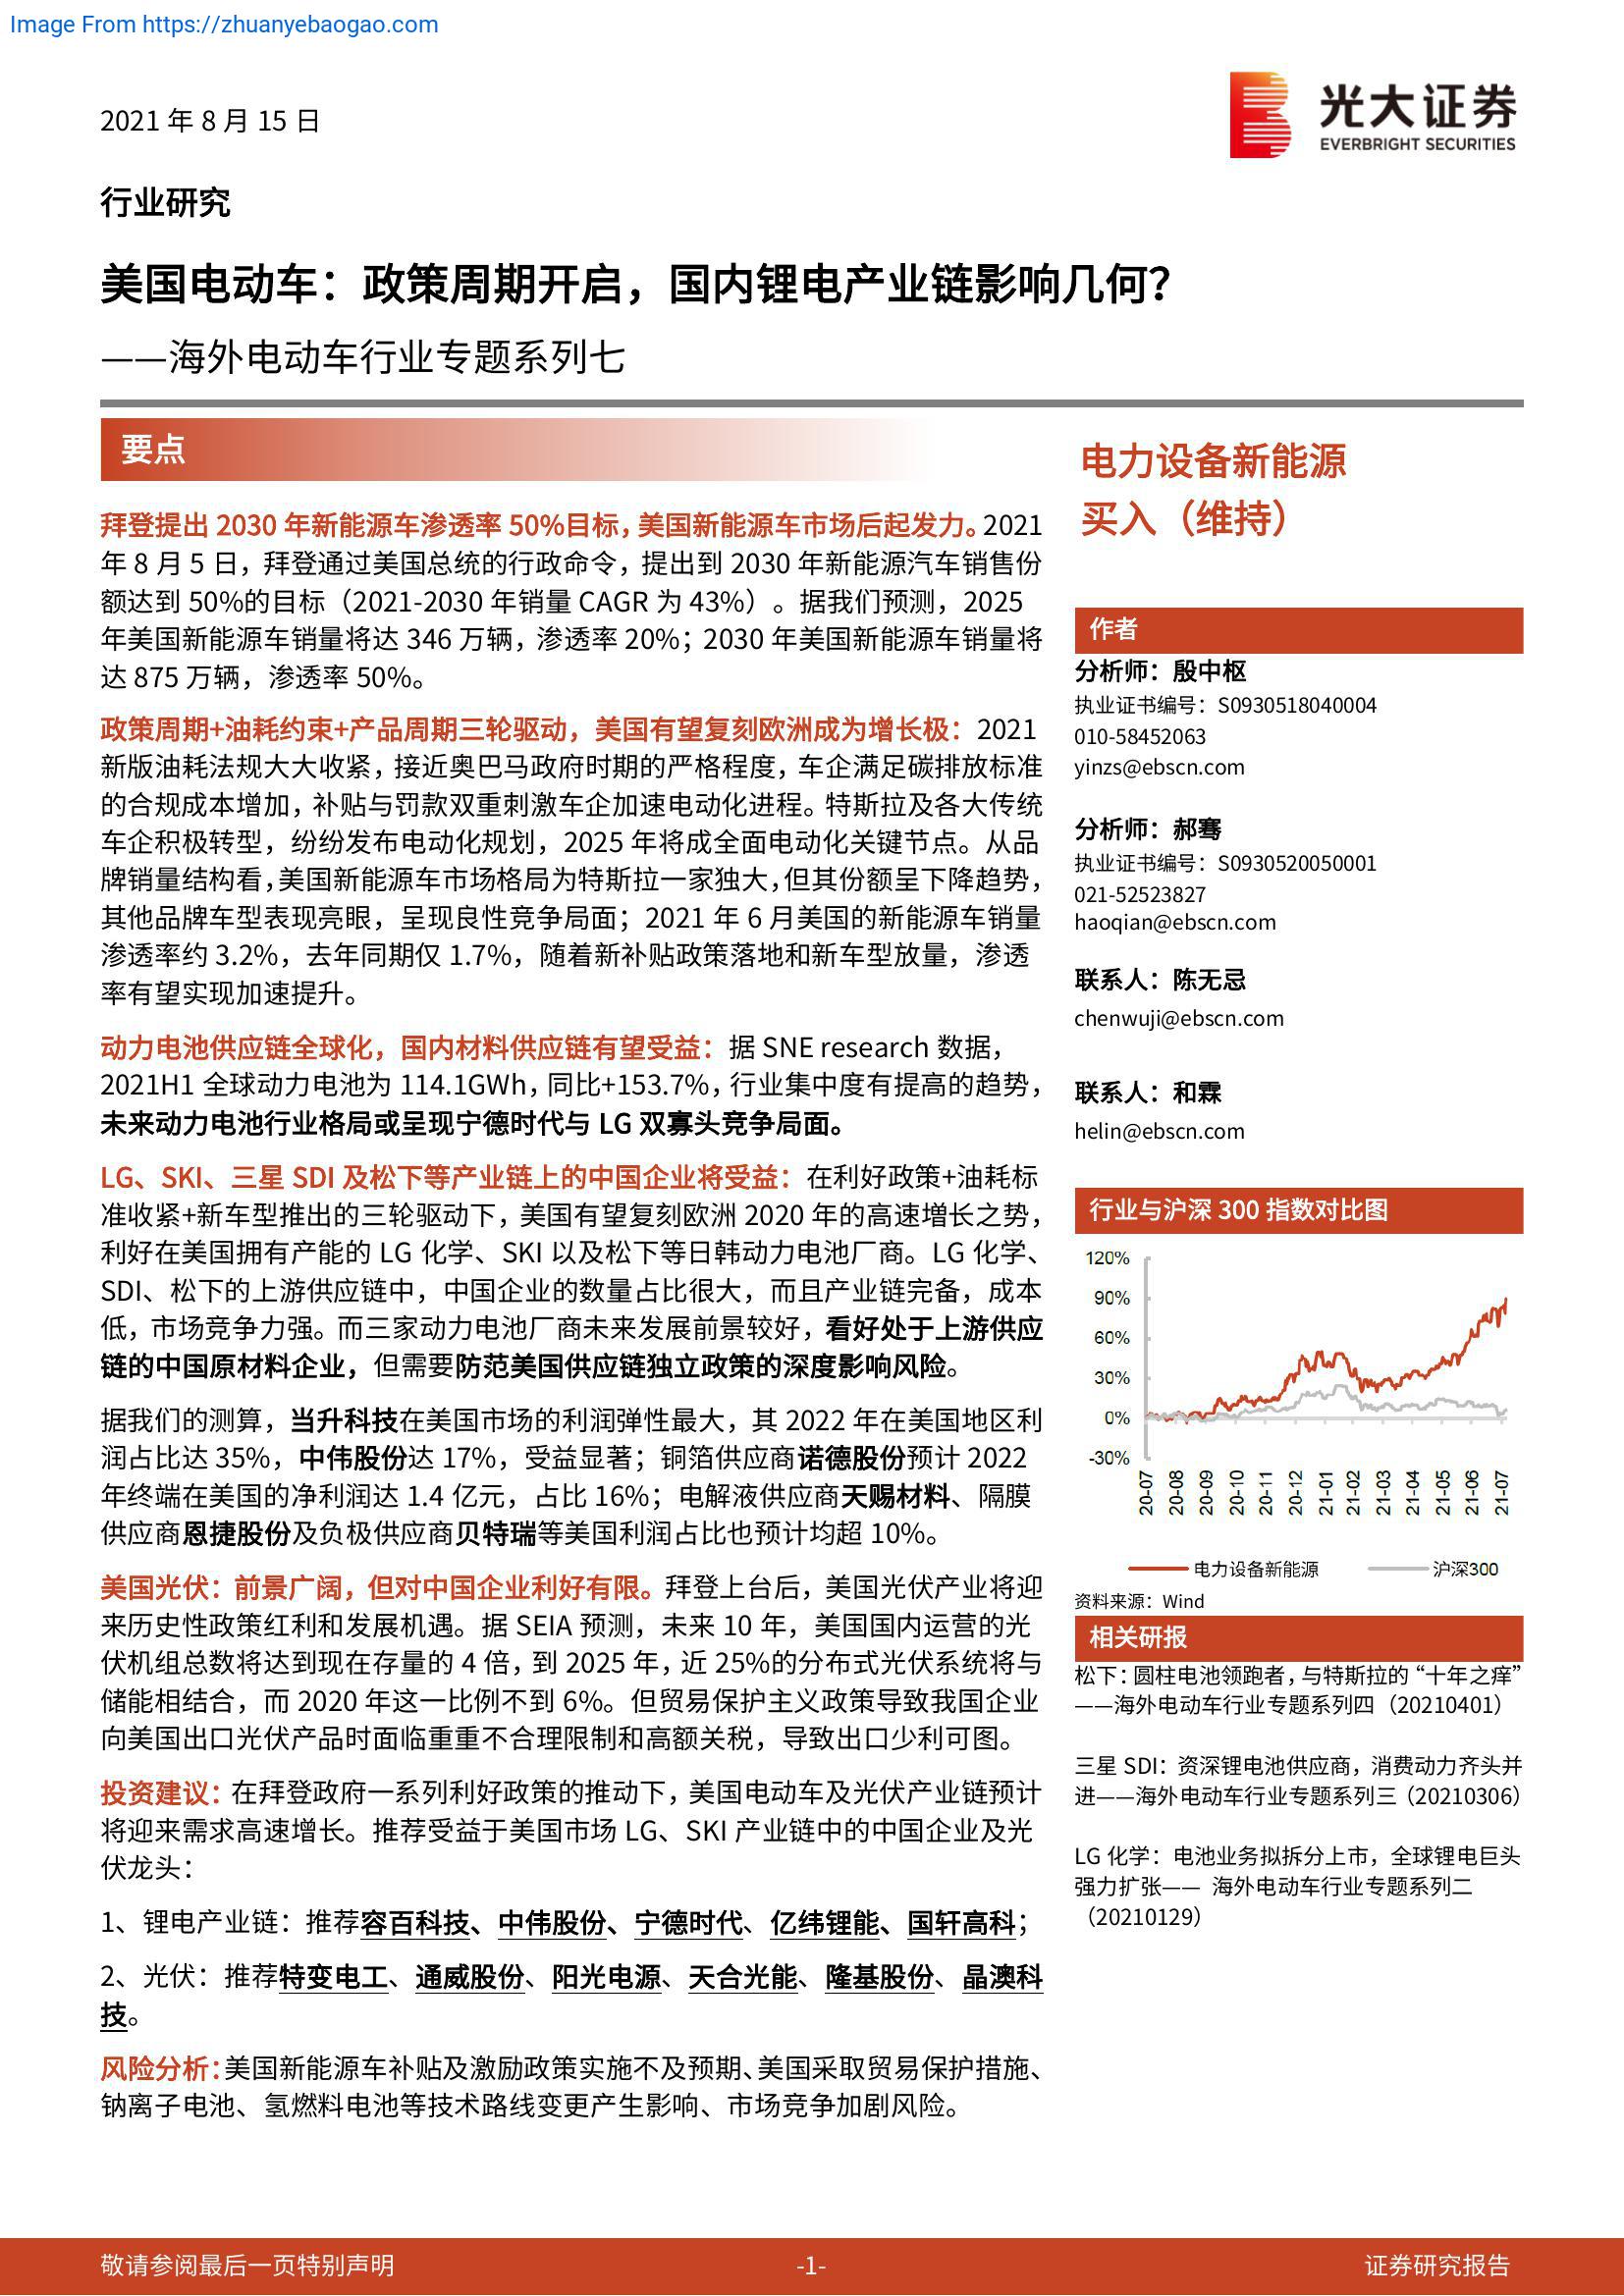 Image From https://zhuanyebaogao.com
2021 年 8 月 15 日
光大证券
EVERBRIGHT SECURITIES
行业研究
美国电动车：政策周期开启，国内锂电产业链影响几何？
——海外电动车行业专题系列七
要点
拜登提出 2030 年新能源车渗透率 50%目标，美国新能源车市场后起发力。2021
年 8 月 5 日，拜登通过美国总统的行政命令，提出到 2030 年新能源汽车销售份
额达到 50%的目标（2021-2030 年销量 CAGR 为 43%）。据我们预测，2025
年美国新能源车销量将达 346 万辆，渗透率 20%；2030 年美国新能源车销量将
达 875 万辆，渗透率 50%。
政策周期+油耗约束+产品周期三轮驱动，美国有望复刻欧洲成为增长极：2021
新版油耗法规大大收紧，接近奥巴马政府时期的严格程度，车企满足碳排放标准
的合规成本增加，补贴与罚款双重刺激车企加速电动化进程。特斯拉及各大传统
车企积极转型，纷纷发布电动化规划，2025 年将成全面电动化关键节点。从品
牌销量结构看，美国新能源车市场格局为特斯拉一家独大，但其份额呈下降趋势，
其他品牌车型表现亮眼，呈现良性竞争局面；2021 年 6 月美国的新能源车销量
渗透率约 3.2%，去年同期仅 1.7%，随着新补贴政策落地和新车型放量，渗透
率有望实现加速提升。
动力电池供应链全球化，国内材料供应链有望受益：据 SNE research 数据，
2021H1 全球动力电池为 114.1GWh，同比+153.7%，行业集中度有提高的趋势，
未来动力电池行业格局或呈现宁德时代与 LG 双寡头竞争局面。
LG、SKI、三星 SDI 及松下等产业链上的中国企业将受益：在利好政策+油耗标
准收紧+新车型推出的三轮驱动下，美国有望复刻欧洲 2020 年的高速增长之势，
利好在美国拥有产能的 LG 化学、SKI 以及松下等日韩动力电池厂商。LG 化学、
SDI、松下的上游供应链中，中国企业的数量占比很大，而且产业链完备，成本
低，市场竞争力强。而三家动力电池厂商未来发展前景较好，看好处于上游供应
链的中国原材料企业，但需要防范美国供应链独立政策的深度影响风险。
据我们的测算，当升科技在美国市场的利润弹性最大，其 2022 年在美国地区利
润占比达 35%，中伟股份达 17%，受益显著；铜箔供应商诺德股份预计 2022
年终端在美国的净利润达 1.4 亿元，占比 16%；电解液供应商天赐材料、隔膜
供应商恩捷股份及负极供应商贝特瑞等美国利润占比也预计均超 10%。
美国光伏：前景广阔，但对中国企业利好有限。拜登上台后，美国光伏产业将迎
来历史性政策红利和发展机遇。据 SEIA 预测，未来 10 年，美国国内运营的光
伏机组总数将达到现在存量的 4 倍，到 2025 年，近 25%的分布式光伏系统将与
储能相结合，而 2020 年这一比例不到 6%。但贸易保护主义政策导致我国企业
向美国出口光伏产品时面临重重不合理限制和高额关税，导致出口少利可图。
投资建议：在拜登政府一系列利好政策的推动下，美国电动车及光伏产业链预计
将迎来需求高速增长。推荐受益于美国市场 LG、SKI 产业链中的中国企业及光
伏龙头：
1、锂电产业链：推荐容百科技、中伟股份、宁德时代、亿纬锂能、国轩高科；
2、光伏：推荐特变电工、通威股份、阳光电源、天合光能、隆基股份、晶澳科
技。
风险分析：美国新能源车补贴及激励政策实施不及预期、美国采取贸易保护措施、
钠离子电池、氢燃料电池等技术路线变更产生影响、市场竞争加剧风险。
电力设备新能源
买入（维持）
作者
分析师：殷中枢
执业证书编号：S0930518040004
010-58452063
yinzs@ebscn.com
分析师：郝骞
执业证书编号：S0930520050001
021-52523827
haoqian@ebscn.com
联系人：陈无忌
chenwuji@ebscn.com
联系人：和霖
helin@ebscn.com
行业与沪深 300 指数对比图
120%
90%
60%
30%
0%
-30%
20-07
20-08
20-09
20-10
20-11
20-12
21-01
21-02
21-03
21-04
21-05
21-06
21-07
电力设备新能源 沪深300
资料来源：Wind
相关研报
松下：圆柱电池领跑者，与特斯拉的“十年之痒”
——海外电动车行业专题系列四（20210401）
三星 SDI：资深锂电池供应商，消费动力齐头并
进——海外电动车行业专题系列三（20210306）
LG 化学：电池业务拟拆分上市，全球锂电巨头
强力扩张—— 海外电动车行业专题系列二
（20210129）
敬请参阅最后一页特别声明 -1- 证券研究报告